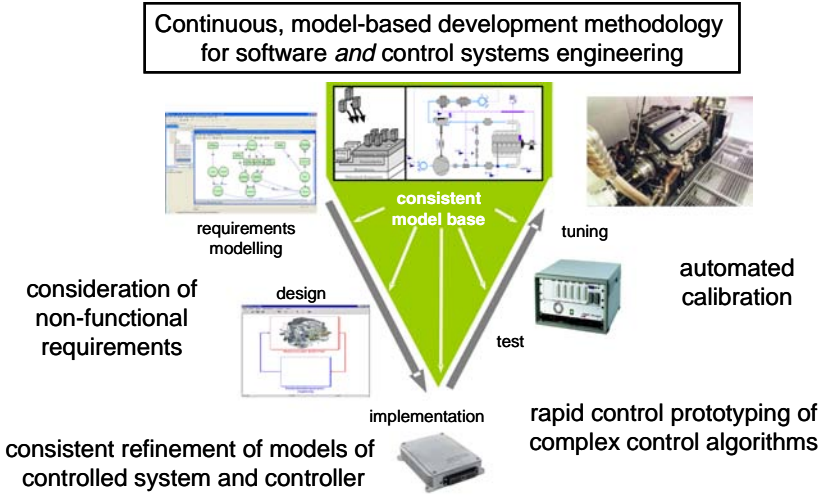 Continuous, model-based development methodology
for software and control systems engineering
consistent
model base
requirements
modelling
tuning
automated
calibration
consideration of
non-functional
requirements
design
test
implementation
rapid control prototyping of
complex control algorithms
consistent refinement of models of
controlled system and controller